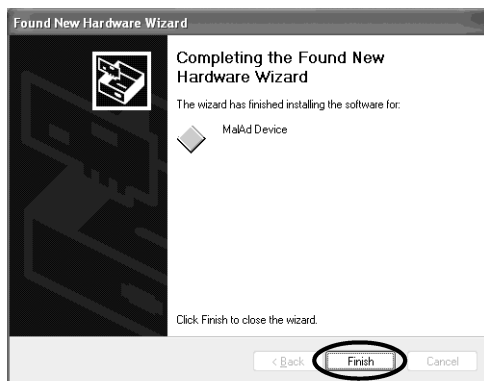 Found New Hardware Wizard
Completing the Found New
Hardware Wizard
The wizard has finished installing the software for:
MalAd Device
Click Finish to close the wizard.
< Back Finish Cancel